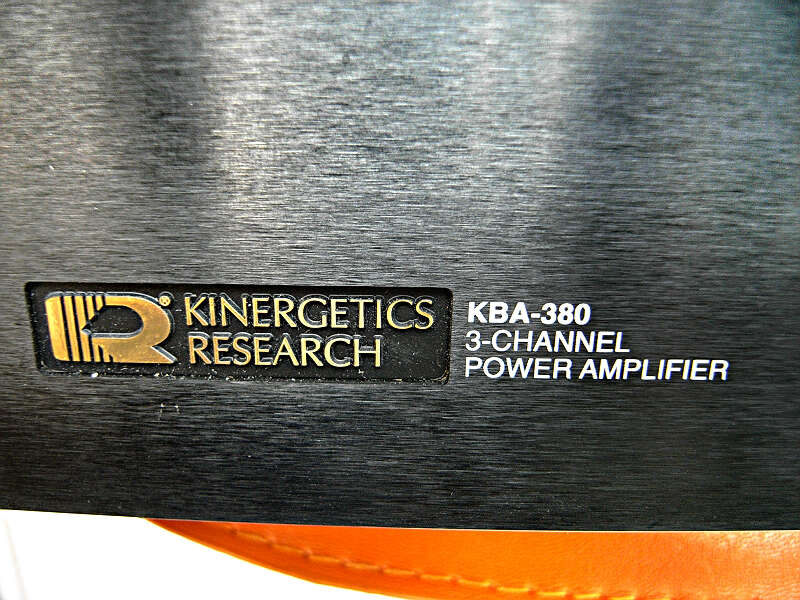 ® KINERGETICS
RESEARCH
KBA-380
3-CHANNEL
POWER AMPLIFIER